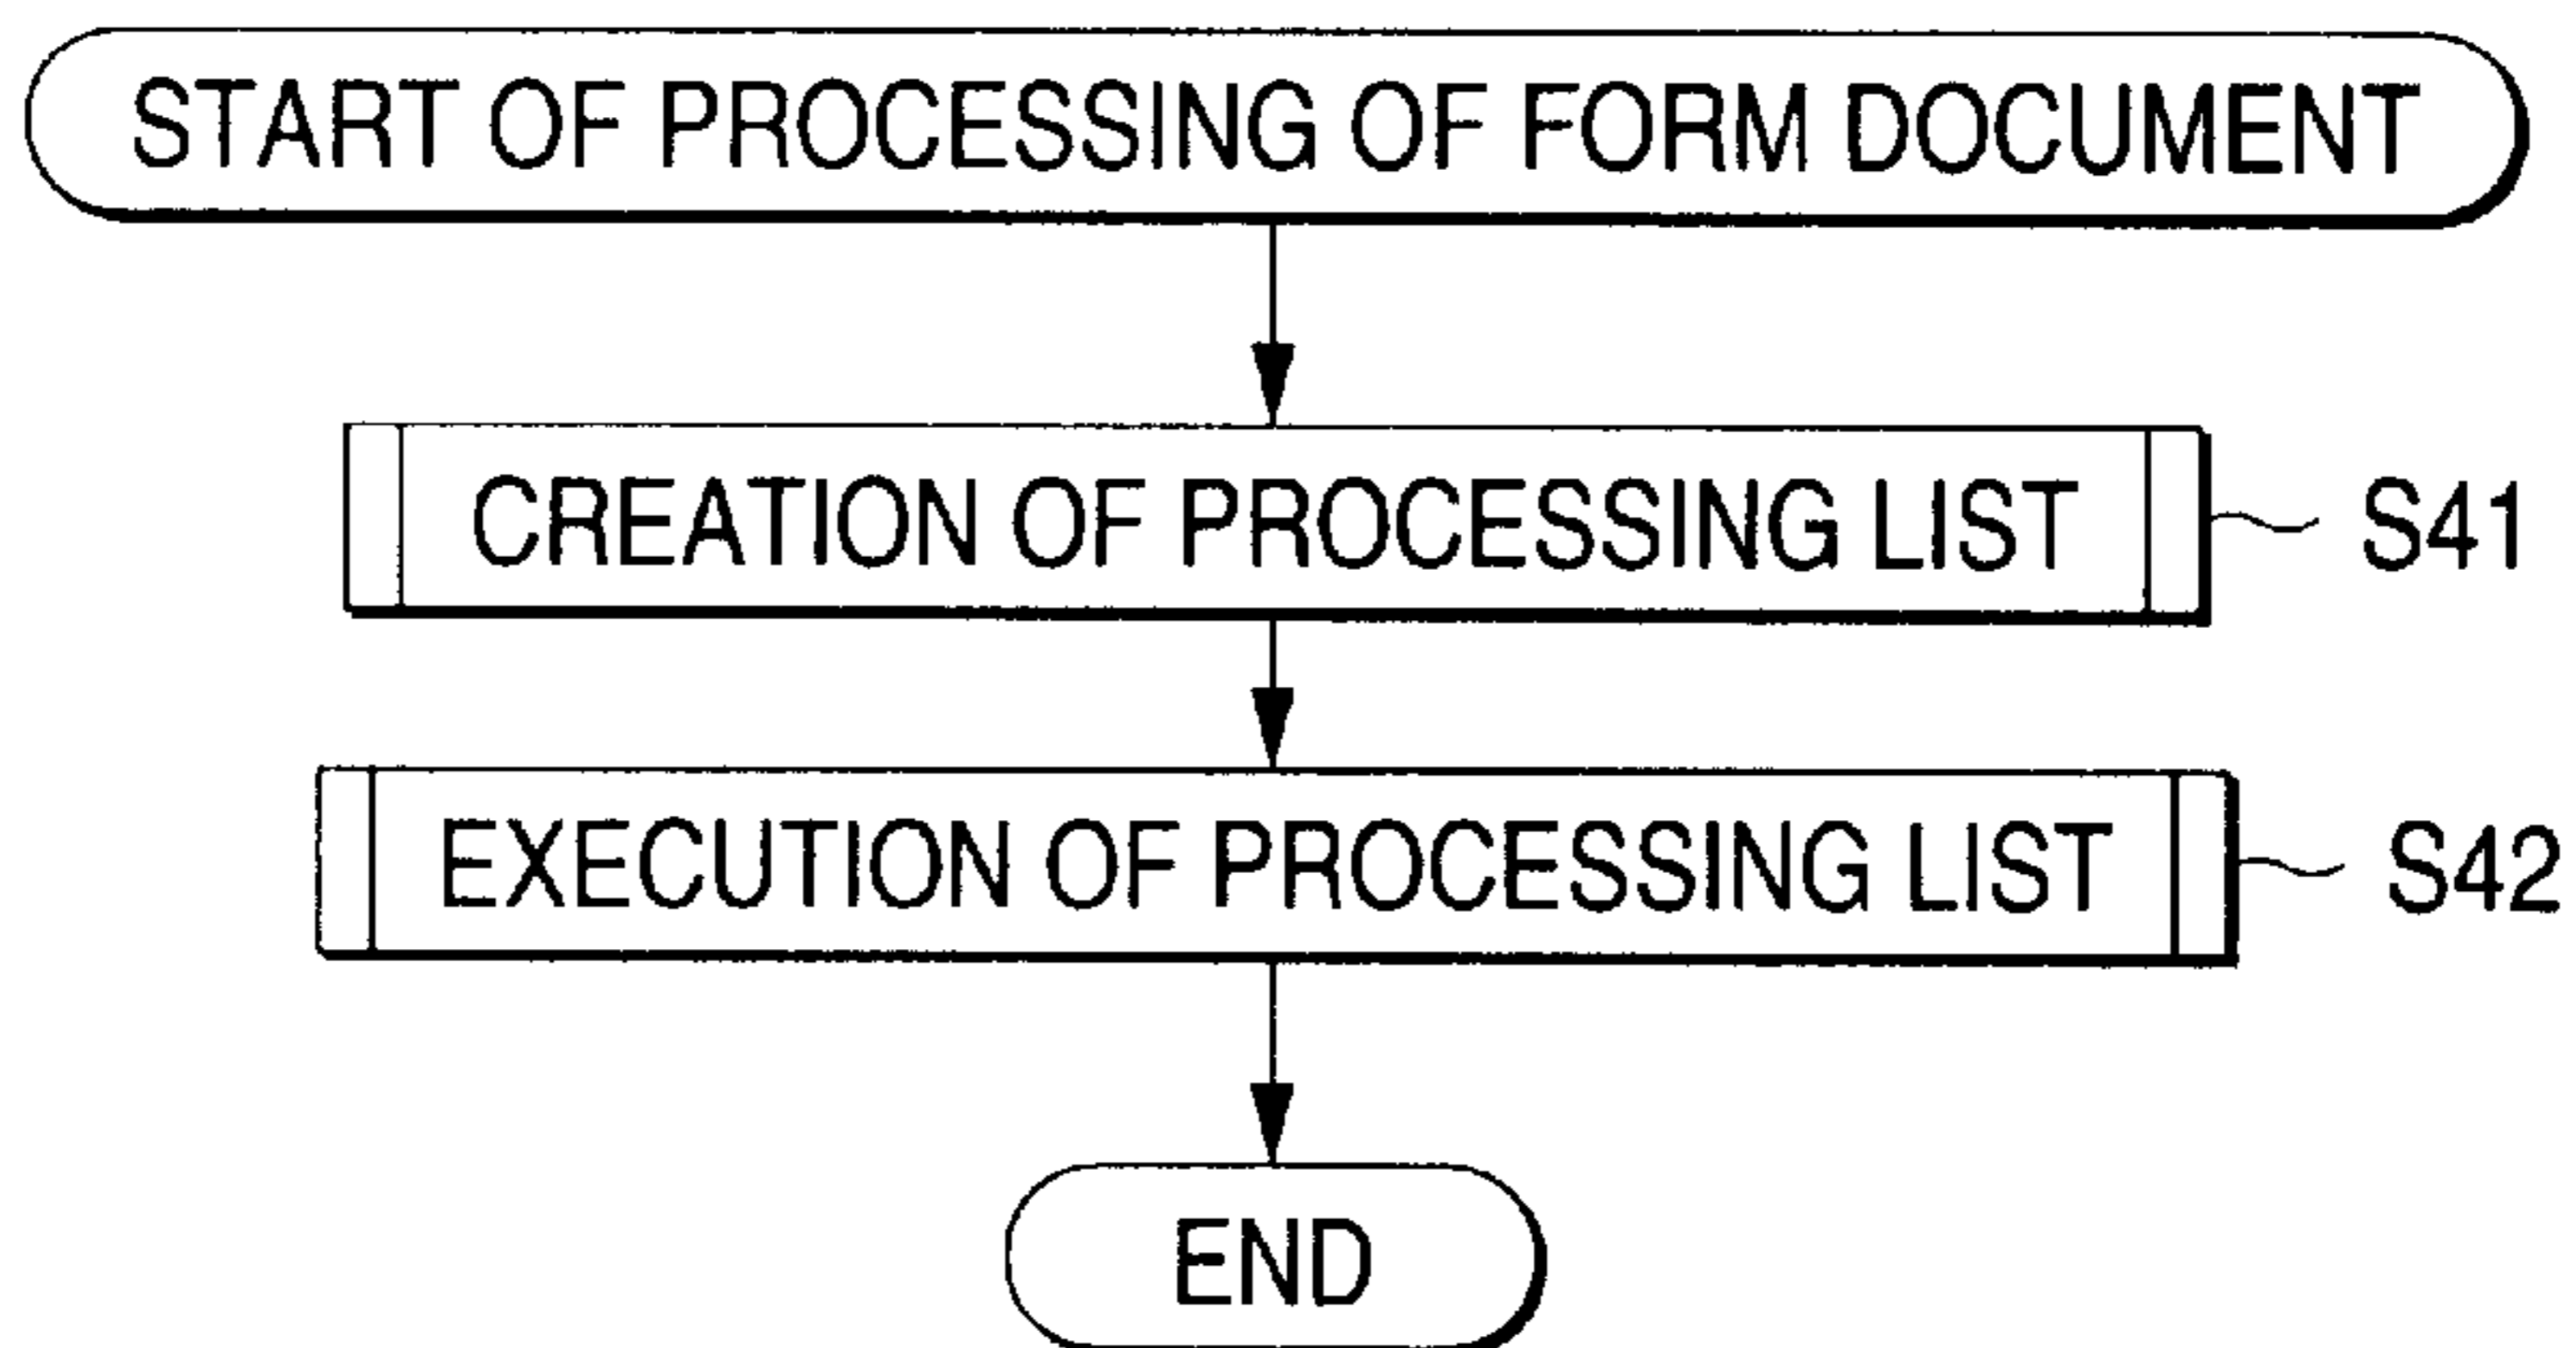 START OF PROCESSING OF FORM DOCUMENT
CREATION OF PROCESSING LIST
S41
EXECUTION OF PROCESSING LIST
S42
END